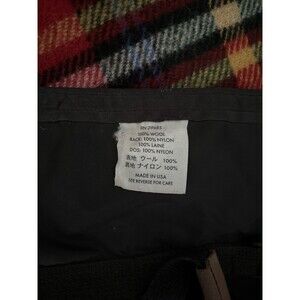 100% WOOL
BACK: 100% NYLON
100% LAINE
DOS: 100% NYLON
表地 ウール 100%
裏地 ナイロン 100%
MADE IN USA
SEE REVERSE FOR CARE